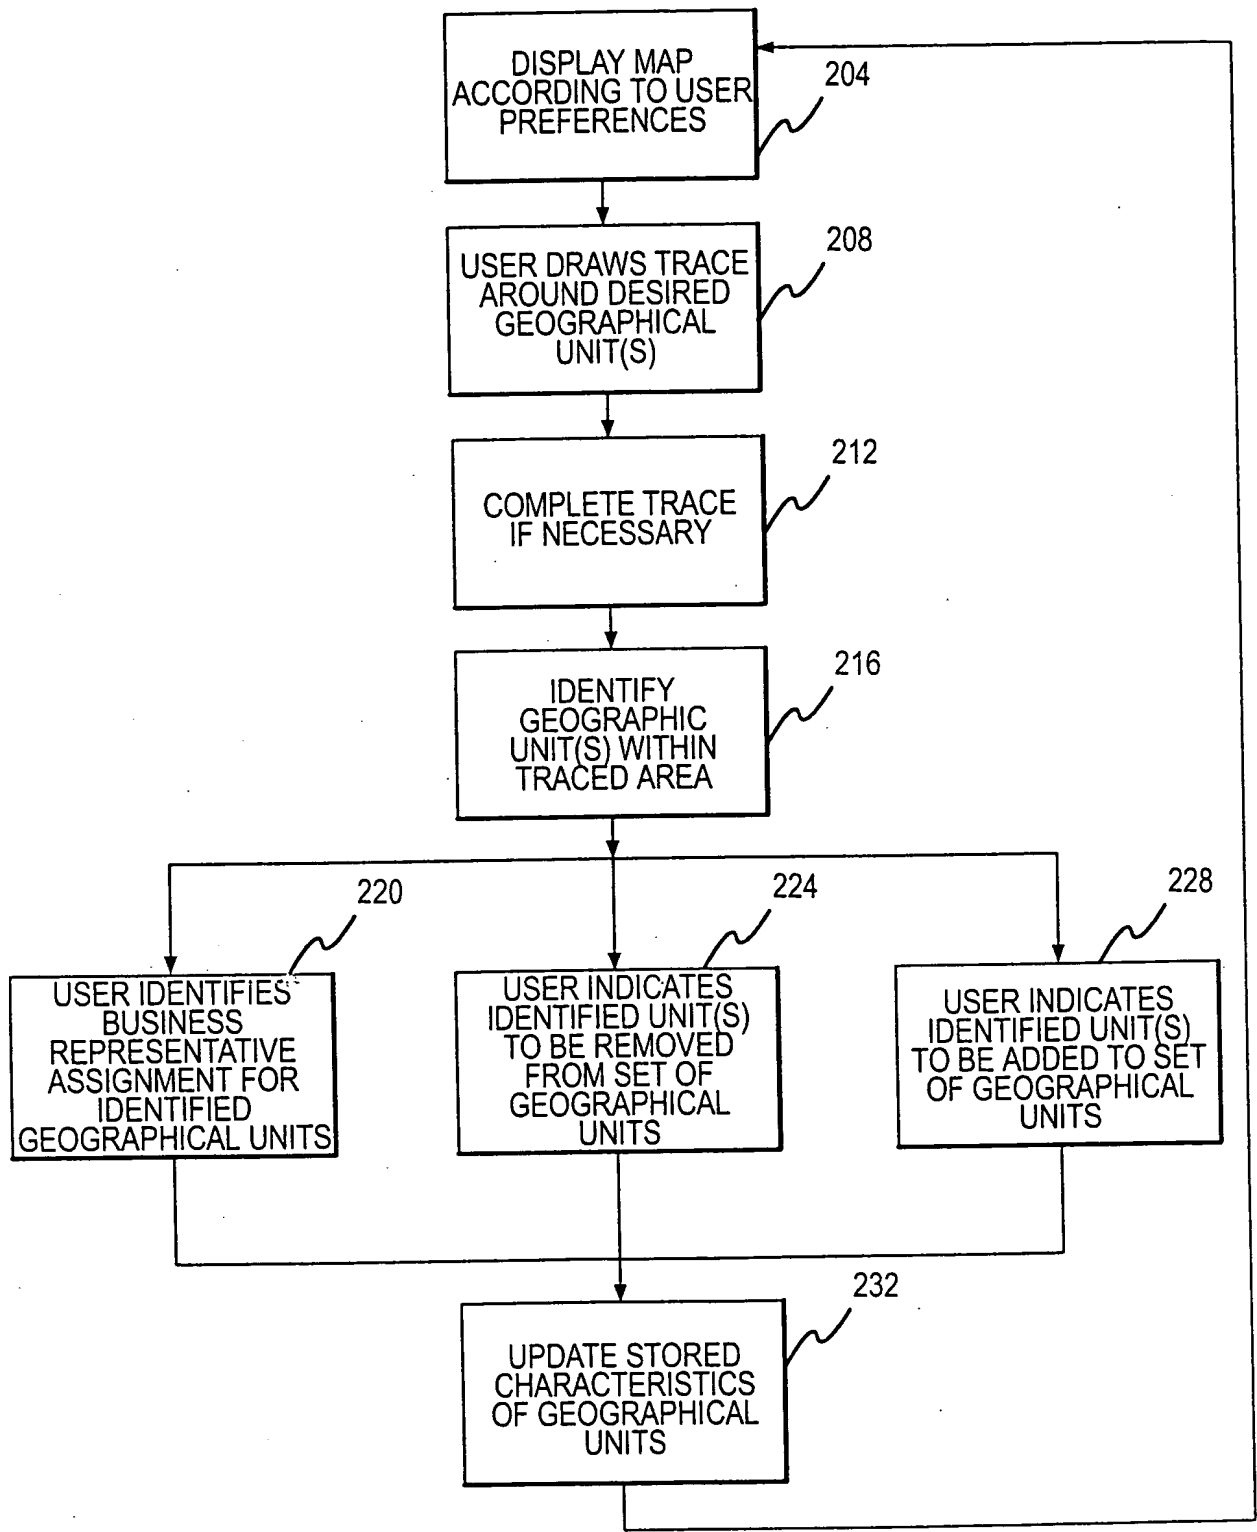 DISPLAY MAP
ACCORDING TO USER
PREFERENCES
204
USER DRAWS TRACE
AROUND DESIRED
GEOGRAPHICAL
UNIT(S)
208
COMPLETE TRACE
IF NECESSARY
212
IDENTIFY
GEOGRAPHIC
UNIT(S) WITHIN
TRACED AREA
216
220
USER IDENTIFIES
BUSINESS
REPRESENTATIVE
ASSIGNMENT FOR
IDENTIFIED
GEOGRAPHICAL UNITS
224
USER INDICATES
IDENTIFIED UNIT(S)
TO BE REMOVED
FROM SET OF
GEOGRAPHICAL
UNITS
228
USER INDICATES
IDENTIFIED UNIT(S)
TO BE ADDED TO SET
OF GEOGRAPHICAL
UNITS
232
UPDATE STORED
CHARACTERISTICS
OF GEOGRAPHICAL
UNITS